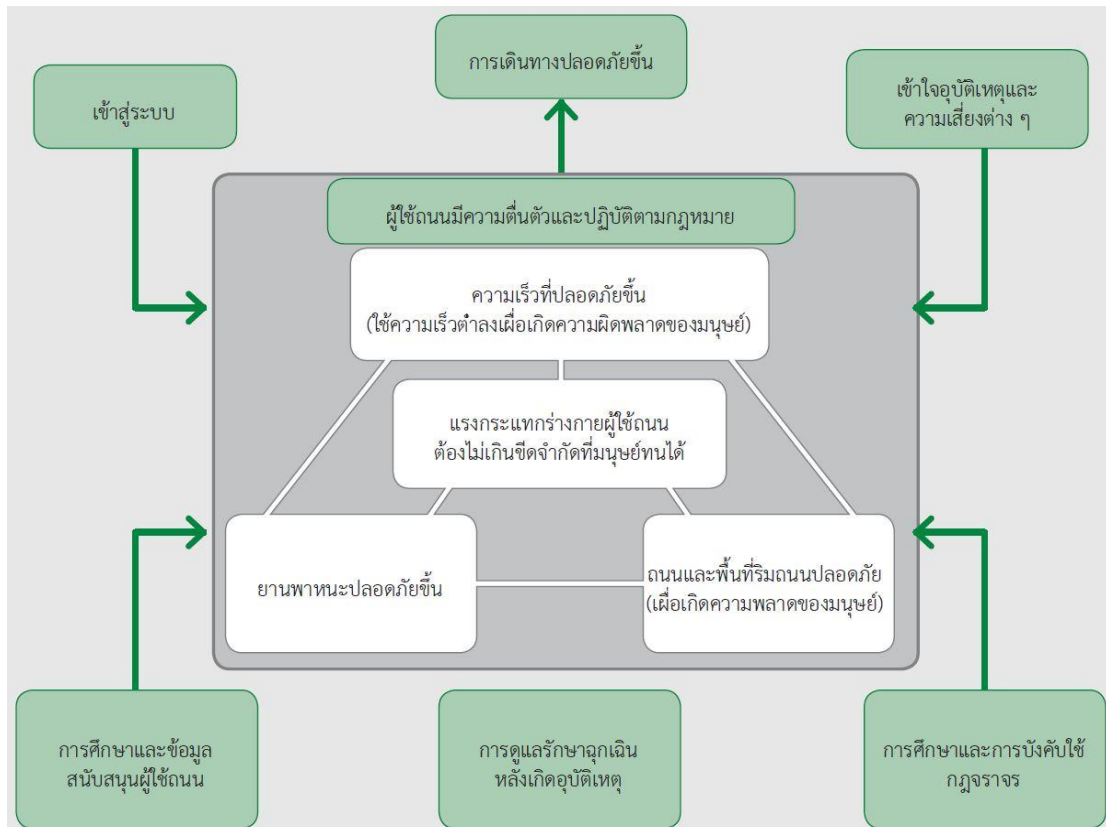 การเดินทางปลอดภัยขึ้น
เข้าสู่ระบบ
เข้าใจอุบัติเหตุและ
ความเสี่ยงต่าง ๆ
ผู้ใช้ถนนมีความตื่นตัวและปฏิบัติตามกฎหมาย
ความเร็วที่ปลอดภัยขึ้น
(ใช้ความเร็วต่ำลงเผื่อเกิดความผิดพลาดของมนุษย์)
แรงกระแทกร่างกายผู้ใช้ถนน
ต้องไม่เกินขีดจำกัดที่มนุษย์ทนได้
ยานพาหนะปลอดภัยขึ้น
ถนนและพื้นที่ริมถนนปลอดภัย
(เผื่อเกิดความพลาดของมนุษย์)
การศึกษาและข้อมูล
สนับสนุนผู้ใช้ถนน
การดูแลรักษาฉุกเฉิน
หลังเกิดอุบัติเหตุ
การศึกษาและการบังคับใช้
กฎจราจร